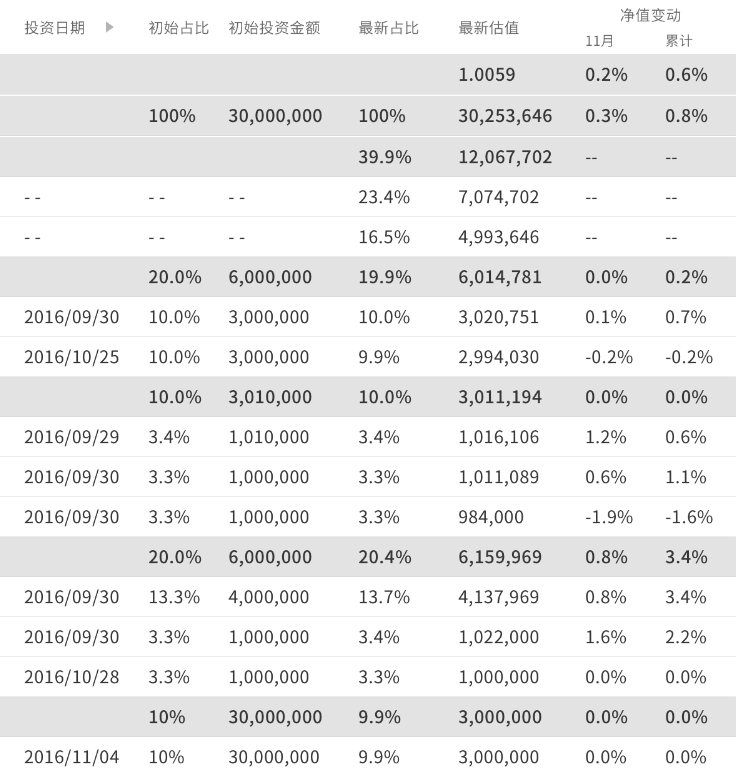 投资日期 初始占比 初始投资金额 最新占比 最新估值 净值变动
11月 累计
1.0059 0.2% 0.6%
100% 30,000,000 100% 30,253,646 0.3% 0.8%
39.9% 12,067,702 -- --
- - - - - - 23.4% 7,074,702 -- --
- - - - - - 16.5% 4,993,646 -- --
20.0% 6,000,000 19.9% 6,014,781 0.0% 0.2%
2016/09/30 10.0% 3,000,000 10.0% 3,020,751 0.1% 0.7%
2016/10/25 10.0% 3,000,000 9.9% 2,994,030 -0.2% -0.2%
10.0% 3,010,000 10.0% 3,011,194 0.0% 0.0%
2016/09/29 3.4% 1,010,000 3.4% 1,016,106 1.2% 0.6%
2016/09/30 3.3% 1,000,000 3.3% 1,011,089 0.6% 1.1%
2016/09/30 3.3% 1,000,000 3.3% 984,000 -1.9% -1.6%
20.0% 6,000,000 20.4% 6,159,969 0.8% 3.4%
2016/09/30 13.3% 4,000,000 13.7% 4,137,969 0.8% 3.4%
2016/09/30 3.3% 1,000,000 3.4% 1,022,000 1.6% 2.2%
2016/10/28 3.3% 1,000,000 3.3% 1,000,000 0.0% 0.0%
10% 30,000,000 9.9% 3,000,000 0.0% 0.0%
2016/11/04 10% 30,000,000 9.9% 3,000,000 0.0% 0.0%